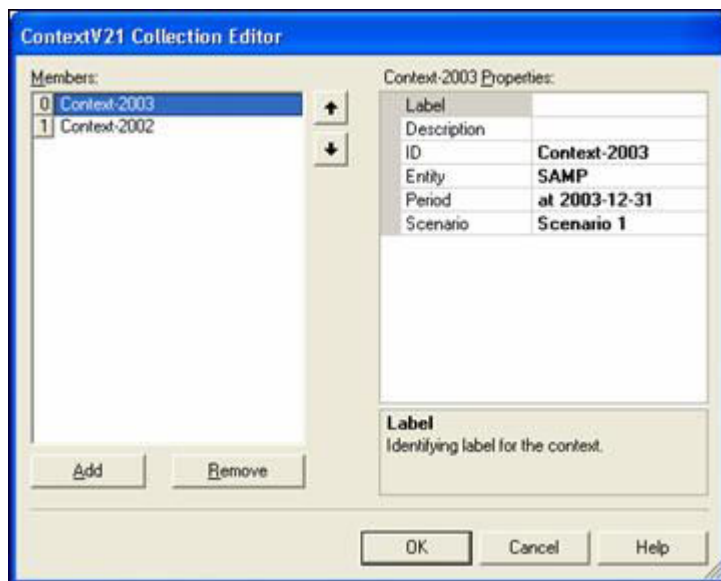 ContextV21 Collection Editor
Members:
Context-2003 Properties:
0 Context-2003
1 Context-2002
Label
Description
ID Context-2003
Entity SAMP
Period at 2003-12-31
Scenario Scenario 1
Label
Identifying label for the context.
Add Remove
OK Cancel Help